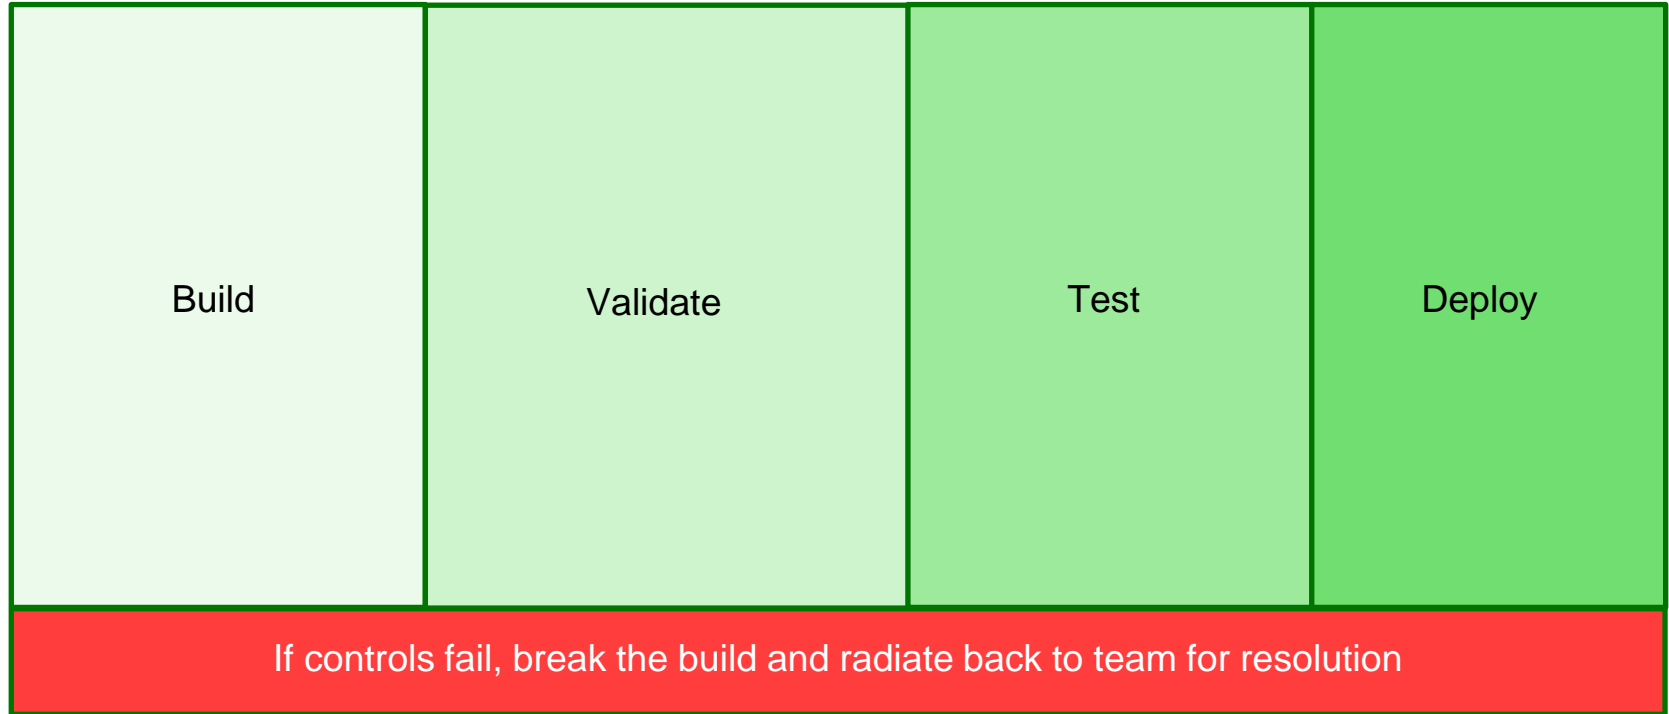 Build
Validate
Test
Deploy
If controls fail, break the build and radiate back to team for resolution